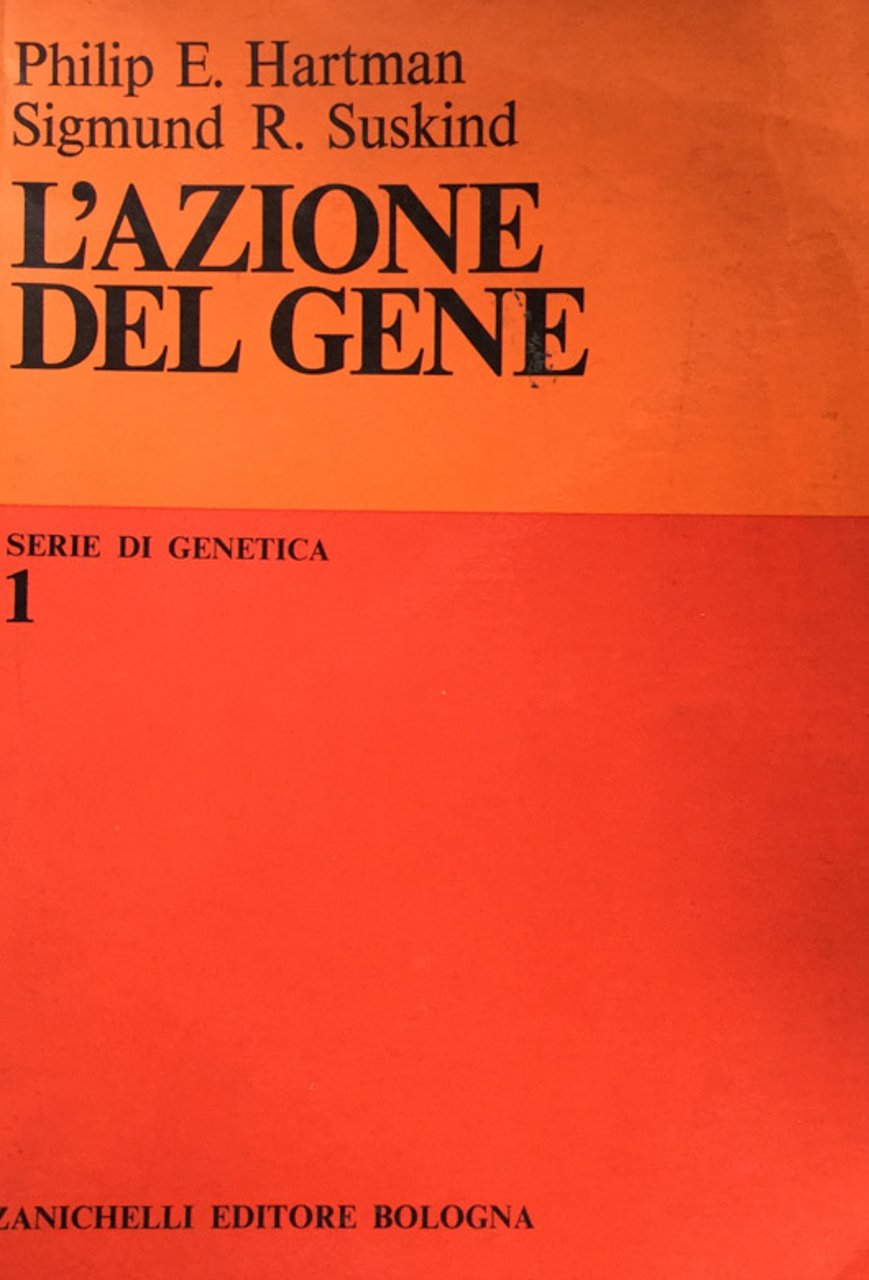 Philip E. Hartman
Sigmund R. Suskind
L'AZIONE
DEL GENE
SERIE DI GENETICA
1
ZANICHELLI EDITORE BOLOGNA